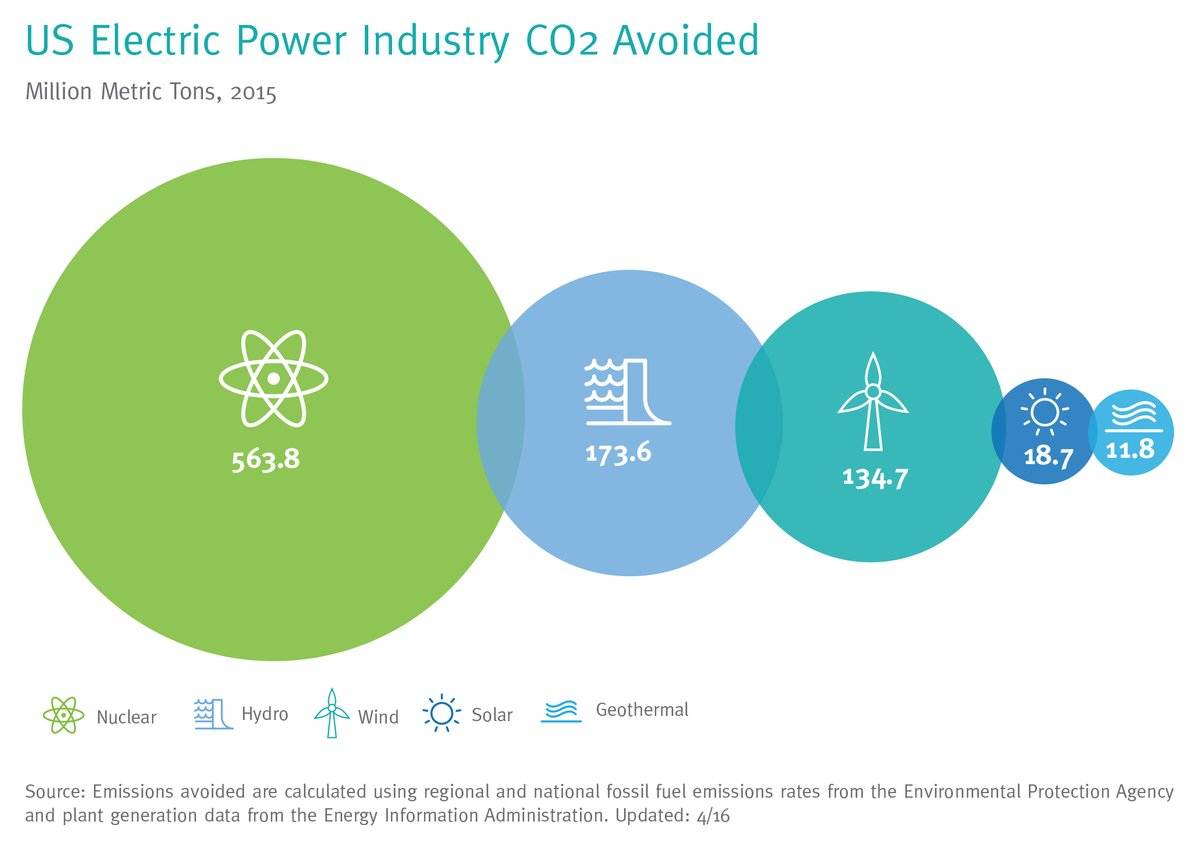 US Electric Power Industry CO2 Avoided
Million Metric Tons, 2015
563.8
173.6
134.7
18.7
11.8
Nuclear
Hydro
Wind
Solar
Geothermal
Source: Emissions avoided are calculated using regional and national fossil fuel emissions rates from the Environmental Protection Agency
and plant generation data from the Energy Information Administration. Updated: 4/16